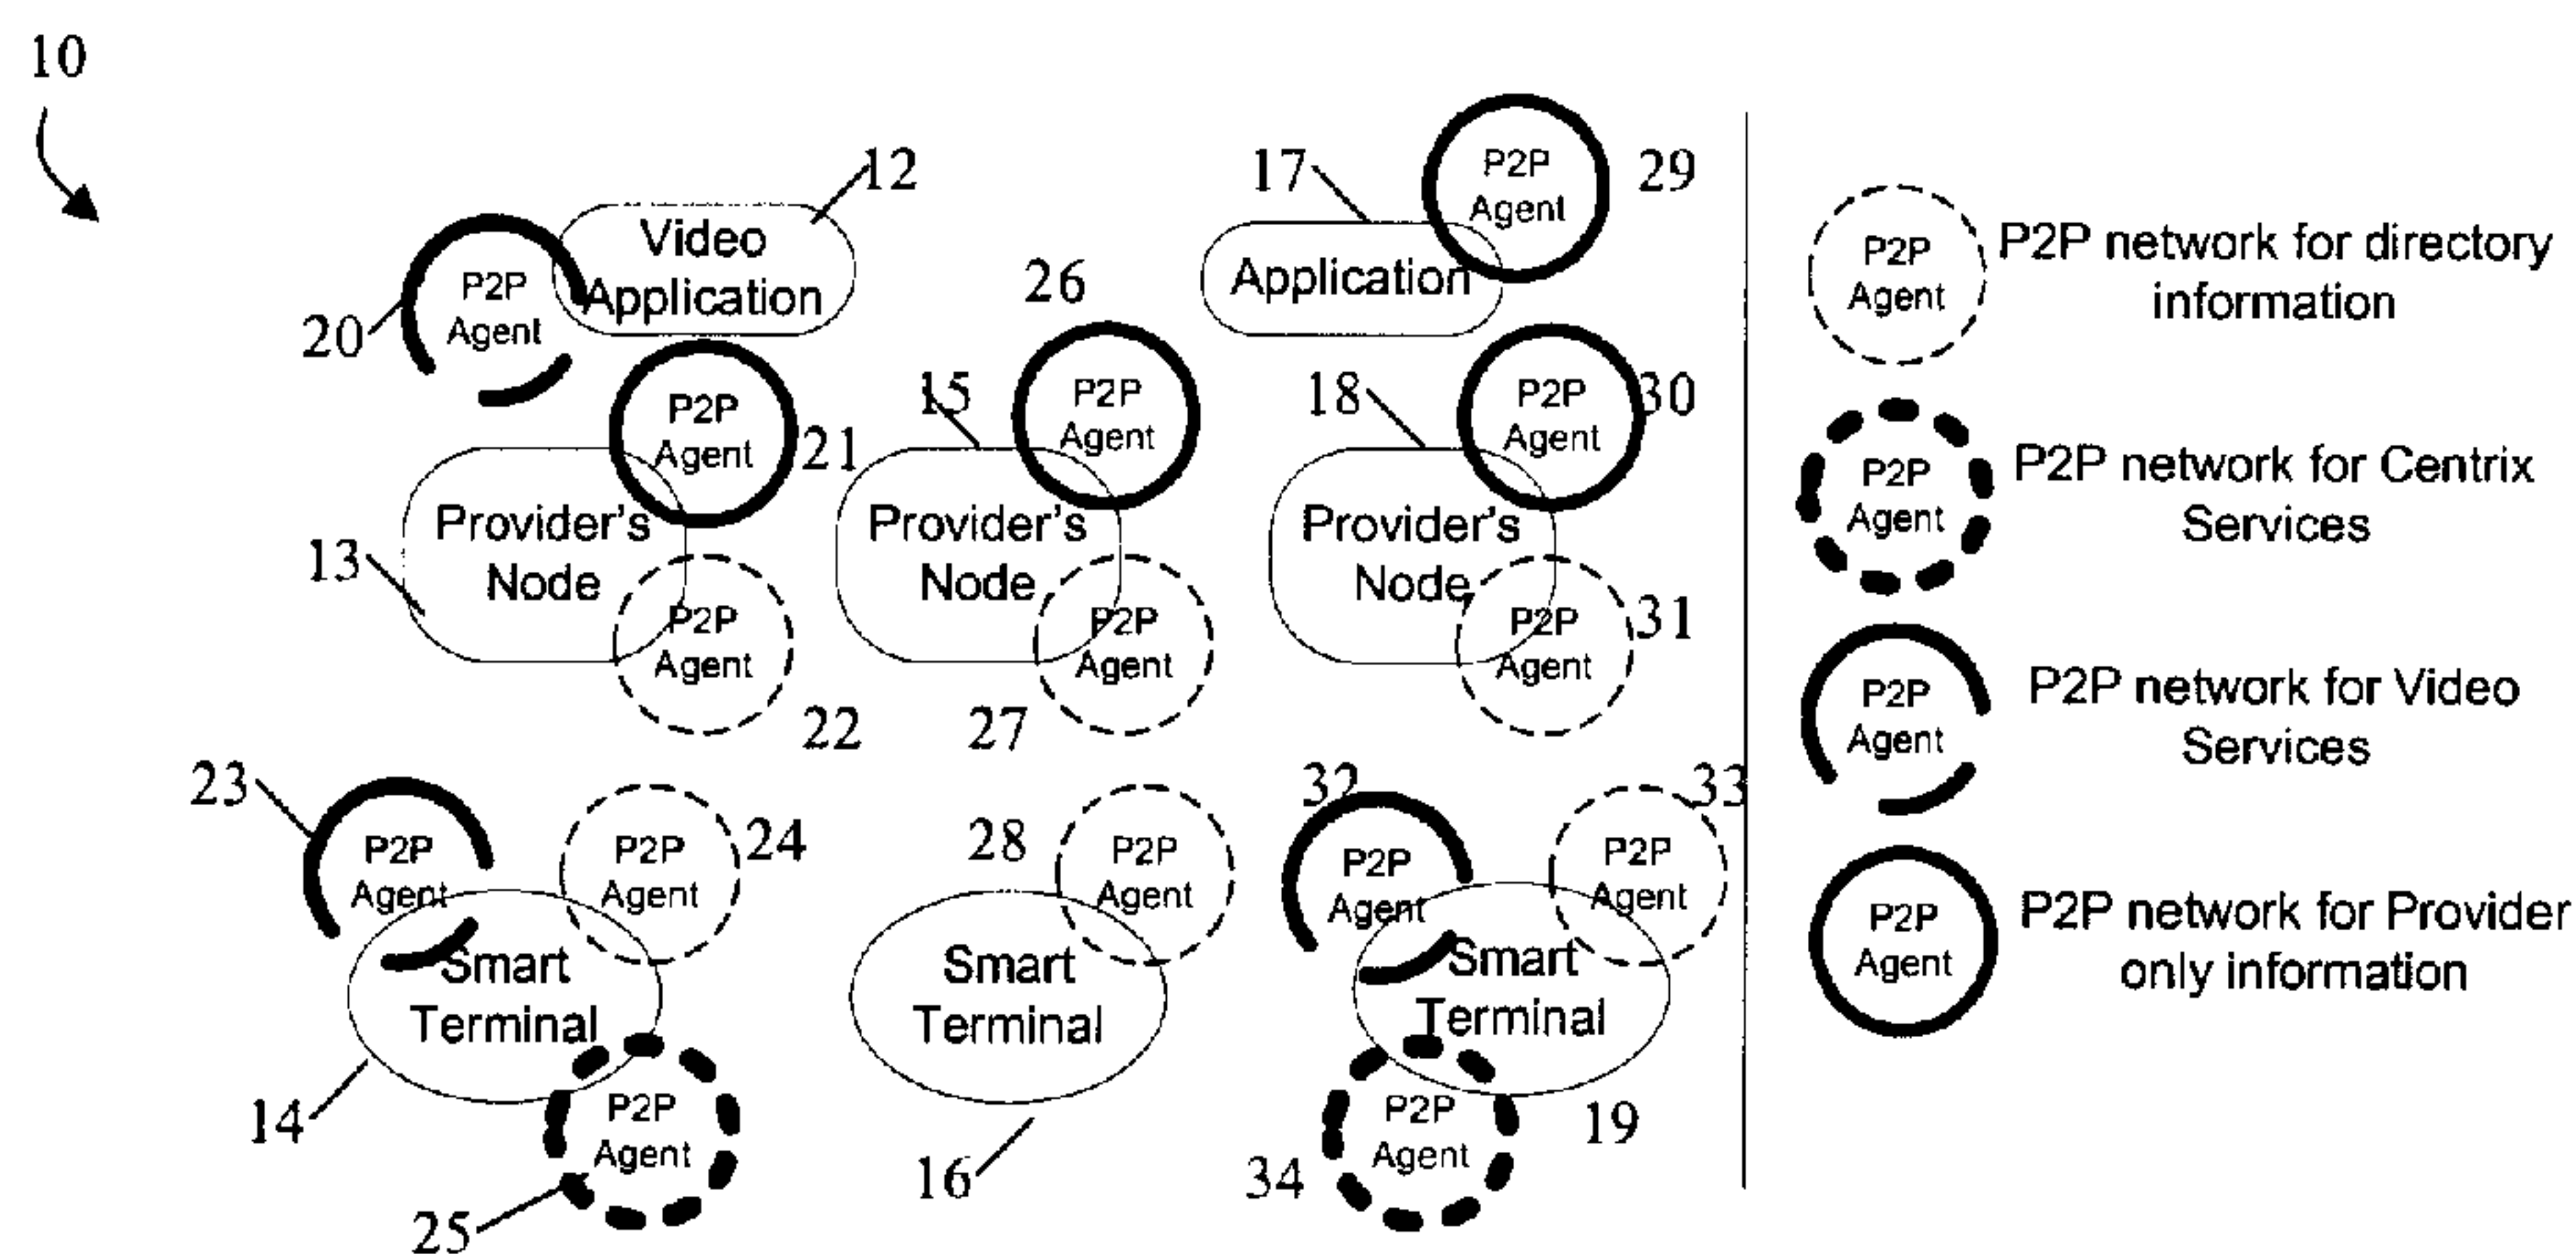 10
12
17
P2P
Agent
29
Video
Application
P2P
Agent
20
26
Application
P2P
Agent
21
15
P2P
Agent
18
P2P
Agent
30
Provider's
Node
13
Provider's
Node
Provider's
Node
P2P
Agent
22
P2P
Agent
27
P2P
Agent
31
23
P2P
Agent
P2P
Agent
24
28
P2P
Agent
32
P2P
Agent
33
P2P
Agent
Smart
Terminal
14
Smart
Terminal
16
Smart
Terminal
19
P2P
Agent
25
P2P
Agent
34
P2P
Agent
P2P network for directory
information
P2P
Agent
P2P network for Centrix
Services
P2P
Agent
P2P network for Video
Services
P2P
Agent
P2P network for Provider
only information